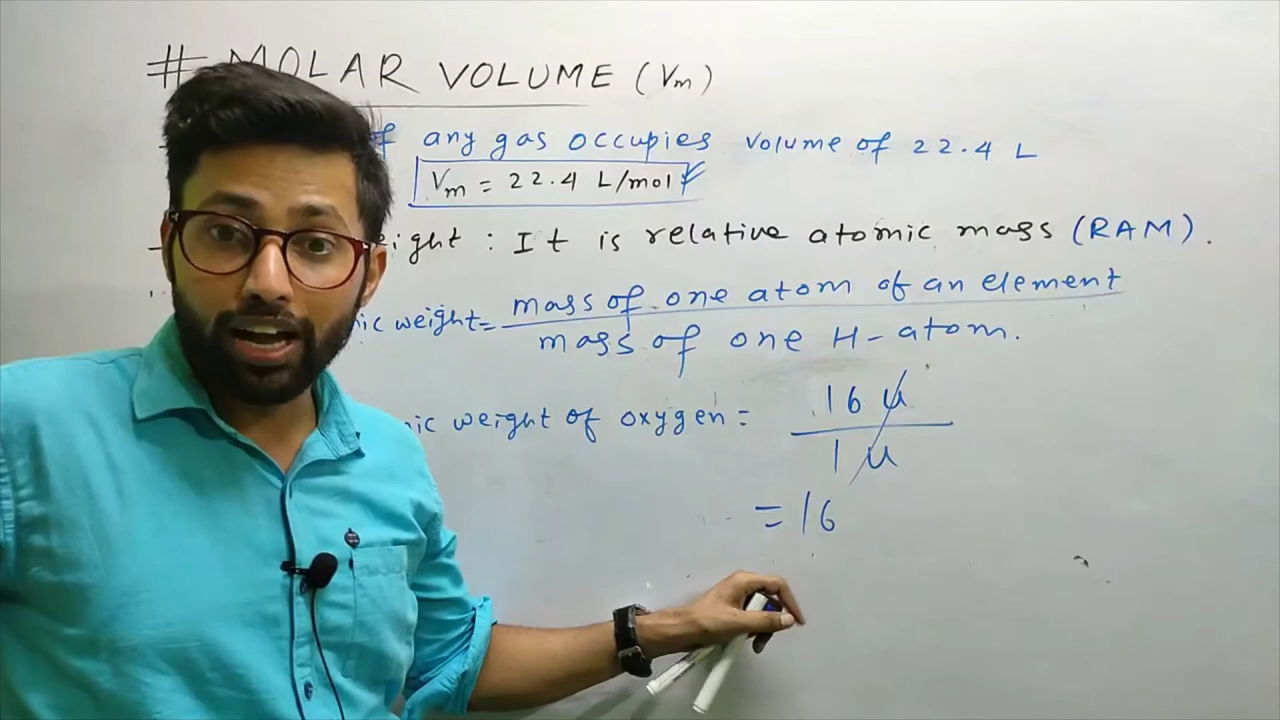 # MOLAR VOLUME (Vm)
of any gas occupies volume of 22.4 L
Vm = 22.4 L/mol
eight : It is relative atomic mass (RAM).
ic weight = mass of one atom of an element
mass of one H-atom.
ic weight of oxygen = 16 u
1 u
= 16